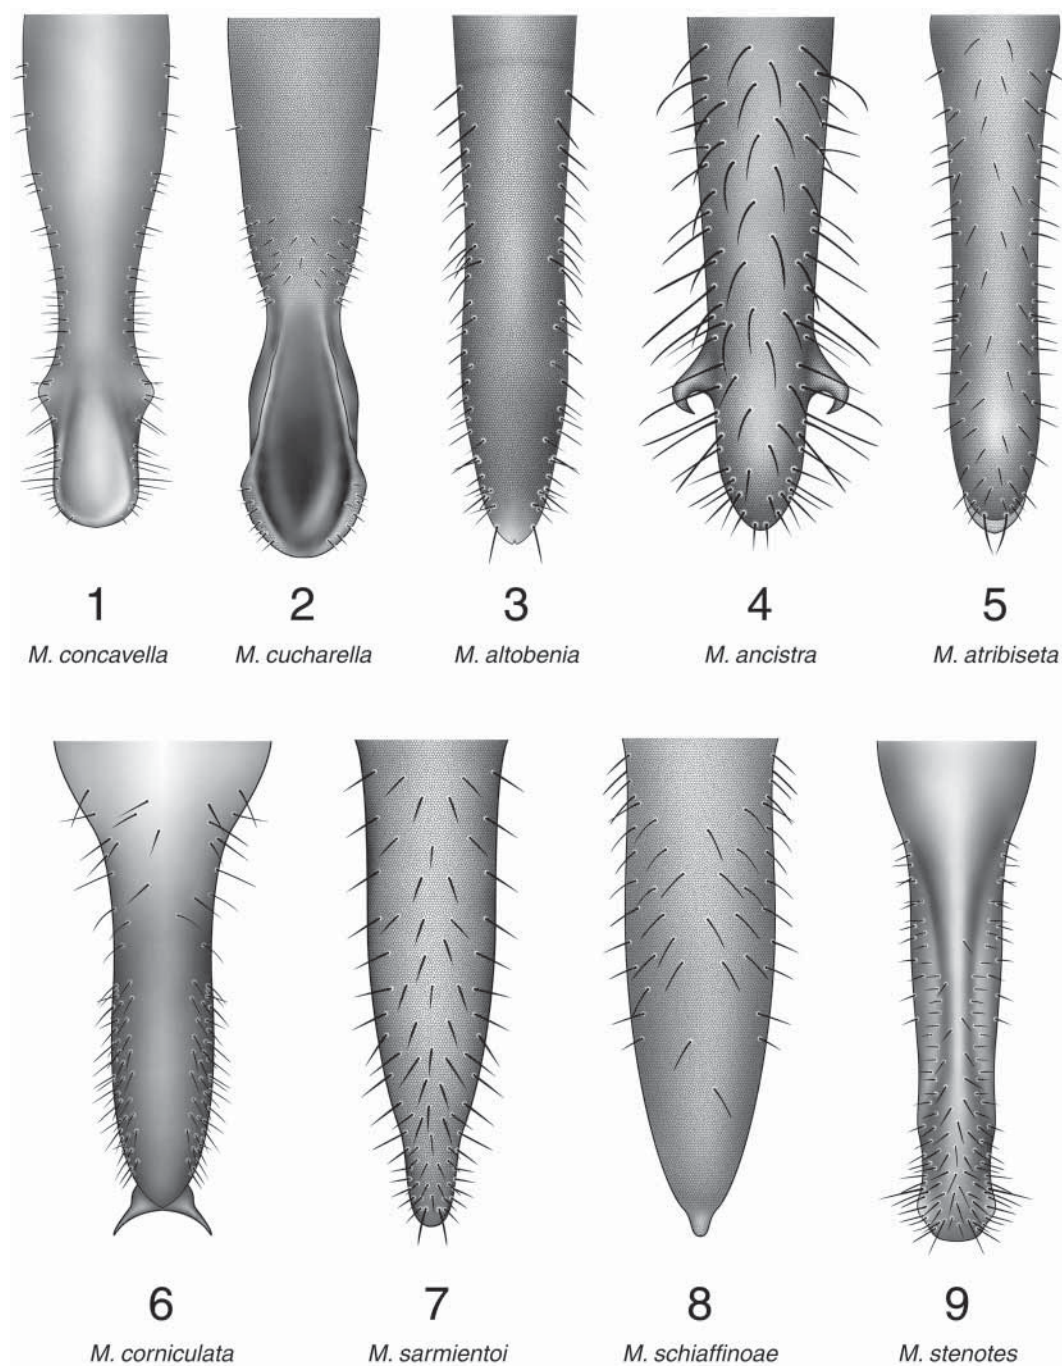 1 2 3 4 5
M. concavella M. cucharella M. altobenia M. ancistra M. atribiseta
6 7 8 9
M. corniculata M. sarmientoi M. schiaffinoae M. stenotes